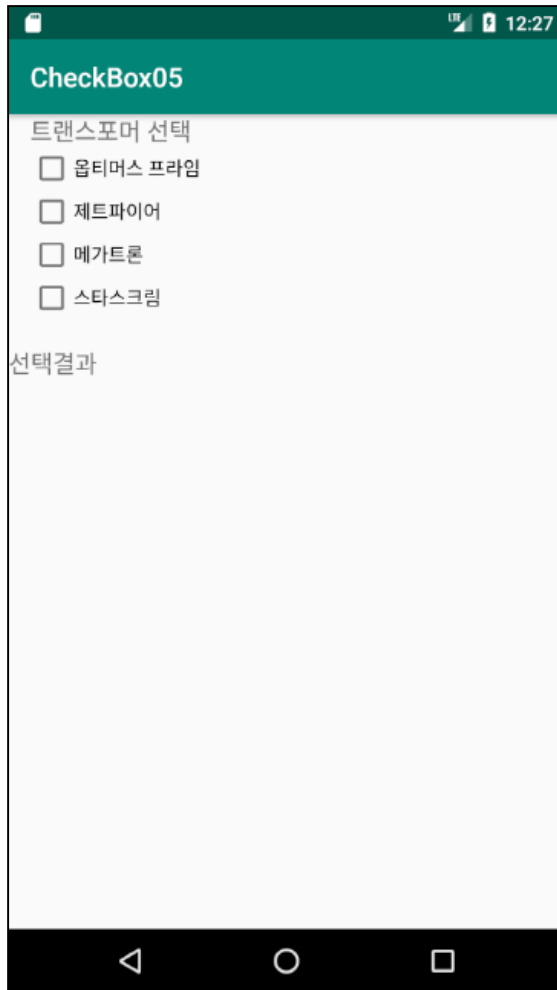 LTE 12:27
CheckBox05
트랜스포머 선택
옵티머스 프라임
제트파이어
메가트론
스타스크림
선택결과